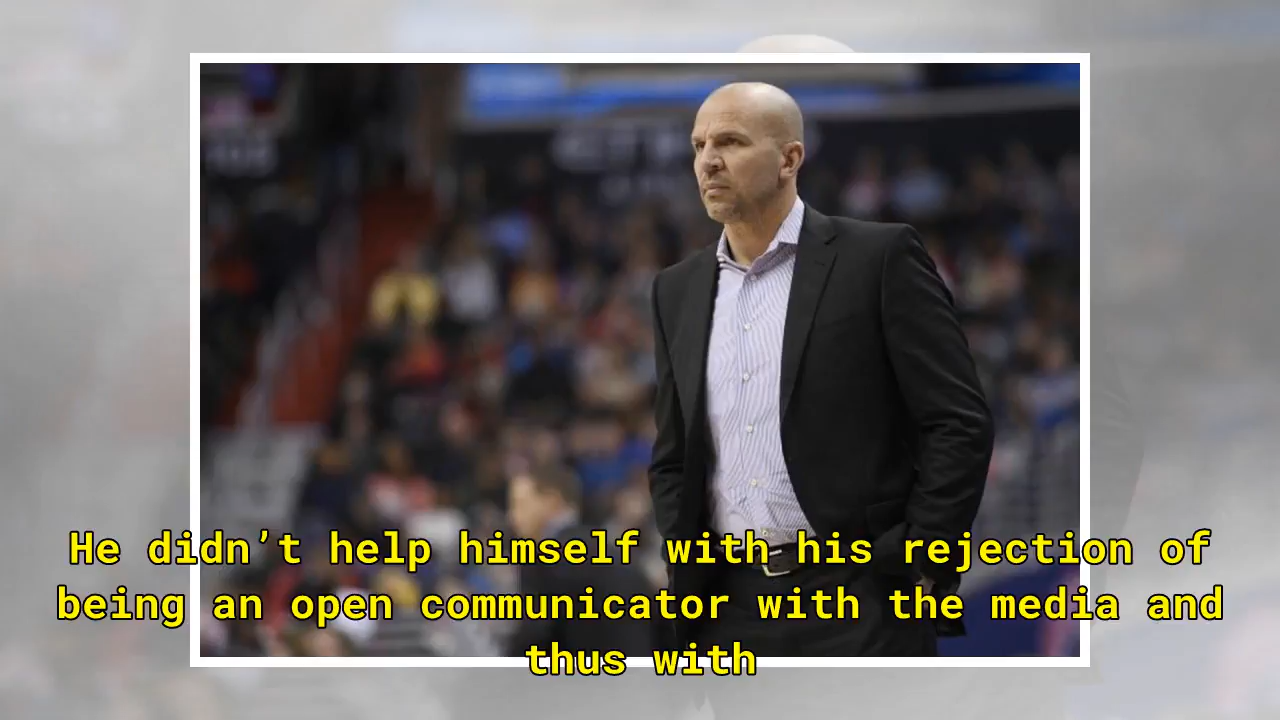 He didn’t help himself with his rejection of
being an open communicator with the media and
thus with